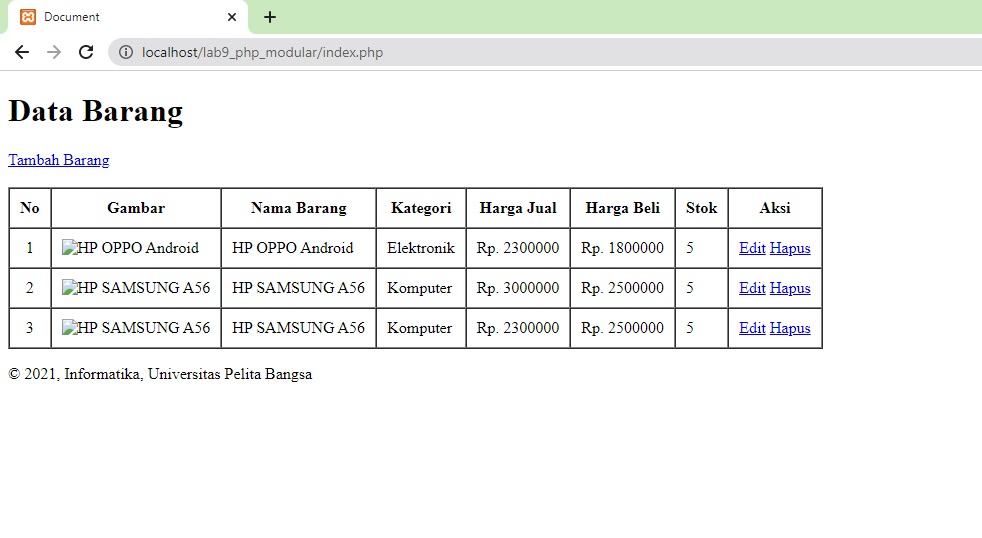 Document
localhost/lab9_php_modular/index.php
Data Barang
Tambah Barang
No Gambar Nama Barang Kategori Harga Jual Harga Beli Stok Aksi
1 HP OPPO Android HP OPPO Android Elektronik Rp. 2300000 Rp. 1800000 5 Edit Hapus
2 HP SAMSUNG A56 HP SAMSUNG A56 Komputer Rp. 3000000 Rp. 2500000 5 Edit Hapus
3 HP SAMSUNG A56 HP SAMSUNG A56 Komputer Rp. 2300000 Rp. 2500000 5 Edit Hapus
© 2021, Informatika, Universitas Pelita Bangsa